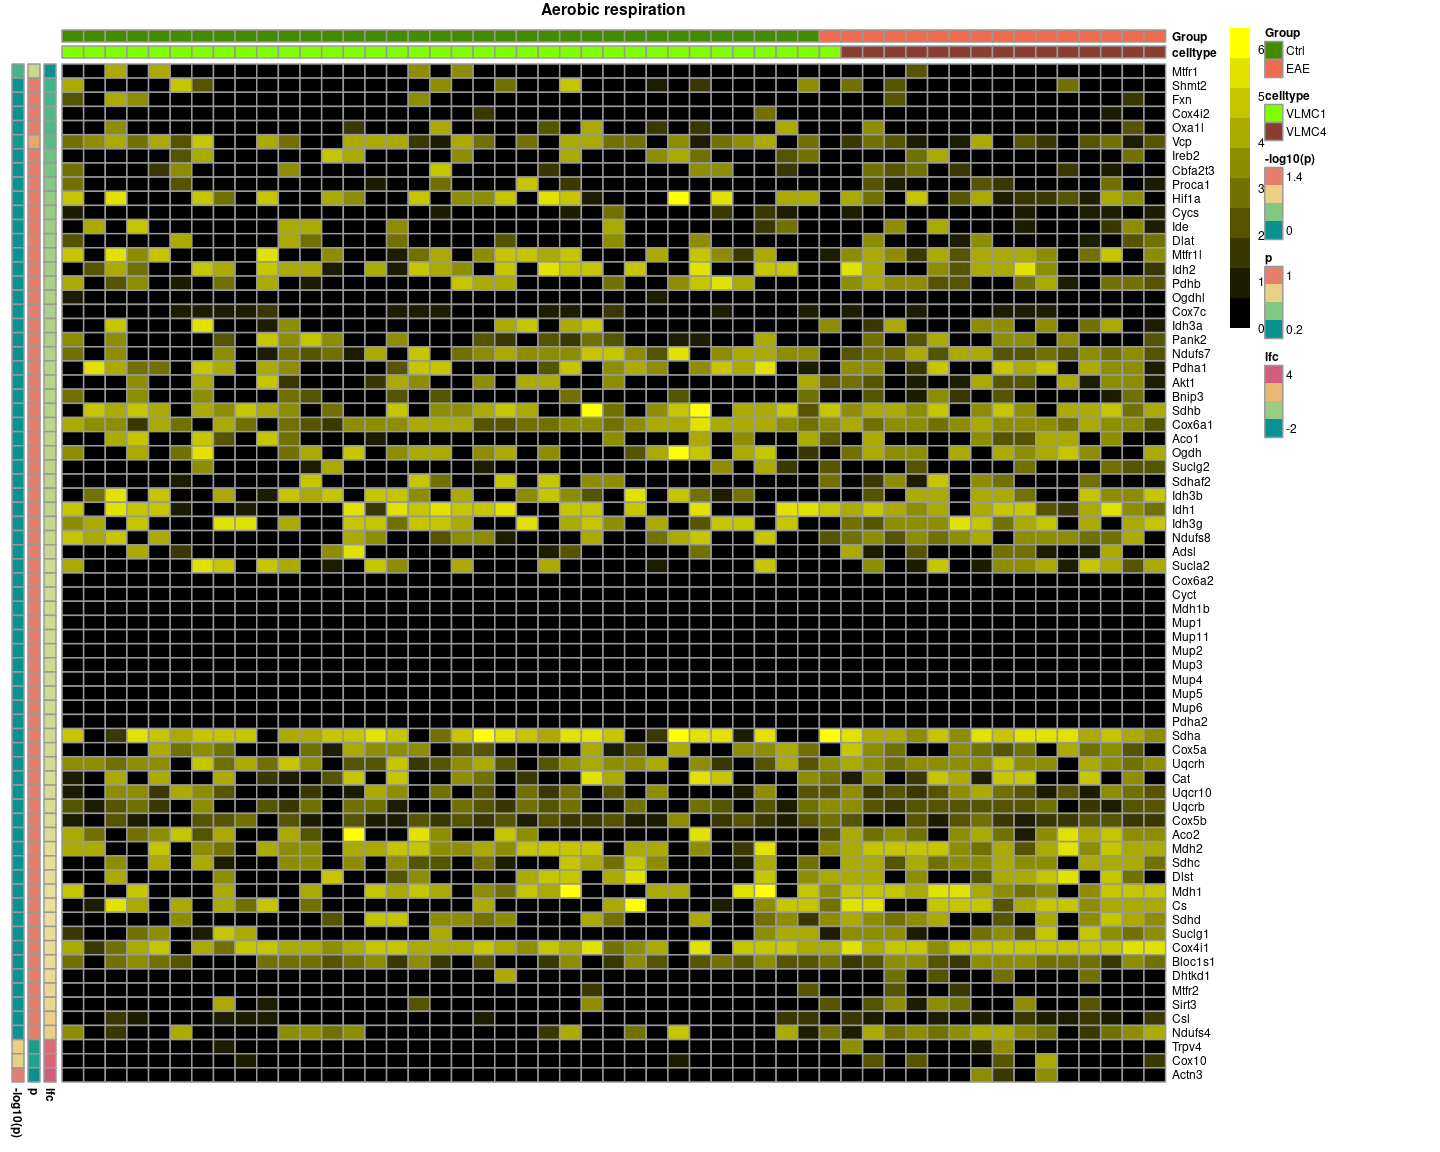 Aerobic respiration
Group
celltype
Mtfr1
Shmt2
Fxn
Cox4i2
Oxa1l
Vcp
Ireb2
Cbfa2t3
Proca1
Hif1a
Cycs
Ide
Dlat
Mtfr1l
Idh2
Pdhb
Ogdhl
Cox7c
Idh3a
Pank2
Ndufs7
Pdha1
Akt1
Bnip3
Sdhb
Cox6a1
Aco1
Ogdh
Suclg2
Sdhaf2
Idh3b
Idh1
Idh3g
Ndufs8
Adsl
Sucla2
Cox6a2
Cyct
Mdh1b
Mup1
Mup11
Mup2
Mup3
Mup4
Mup5
Mup6
Pdha2
Sdha
Cox5a
Uqcrh
Cat
Uqcr10
Uqcrb
Cox5b
Aco2
Mdh2
Sdhc
Dlst
Mdh1
Cs
Sdhd
Suclg1
Cox4i1
Bloc1s1
Dhtkd1
Mtfr2
Sirt3
Csl
Ndufs4
Trpv4
Cox10
Actn3
6
5
4
3
2
1
0
Group
Ctrl
EAE
celltype
VLMC1
VLMC4
-log10(p)
1.4
0
p
1
0.2
lfc
4
-2
-log10(p)
p
lfc